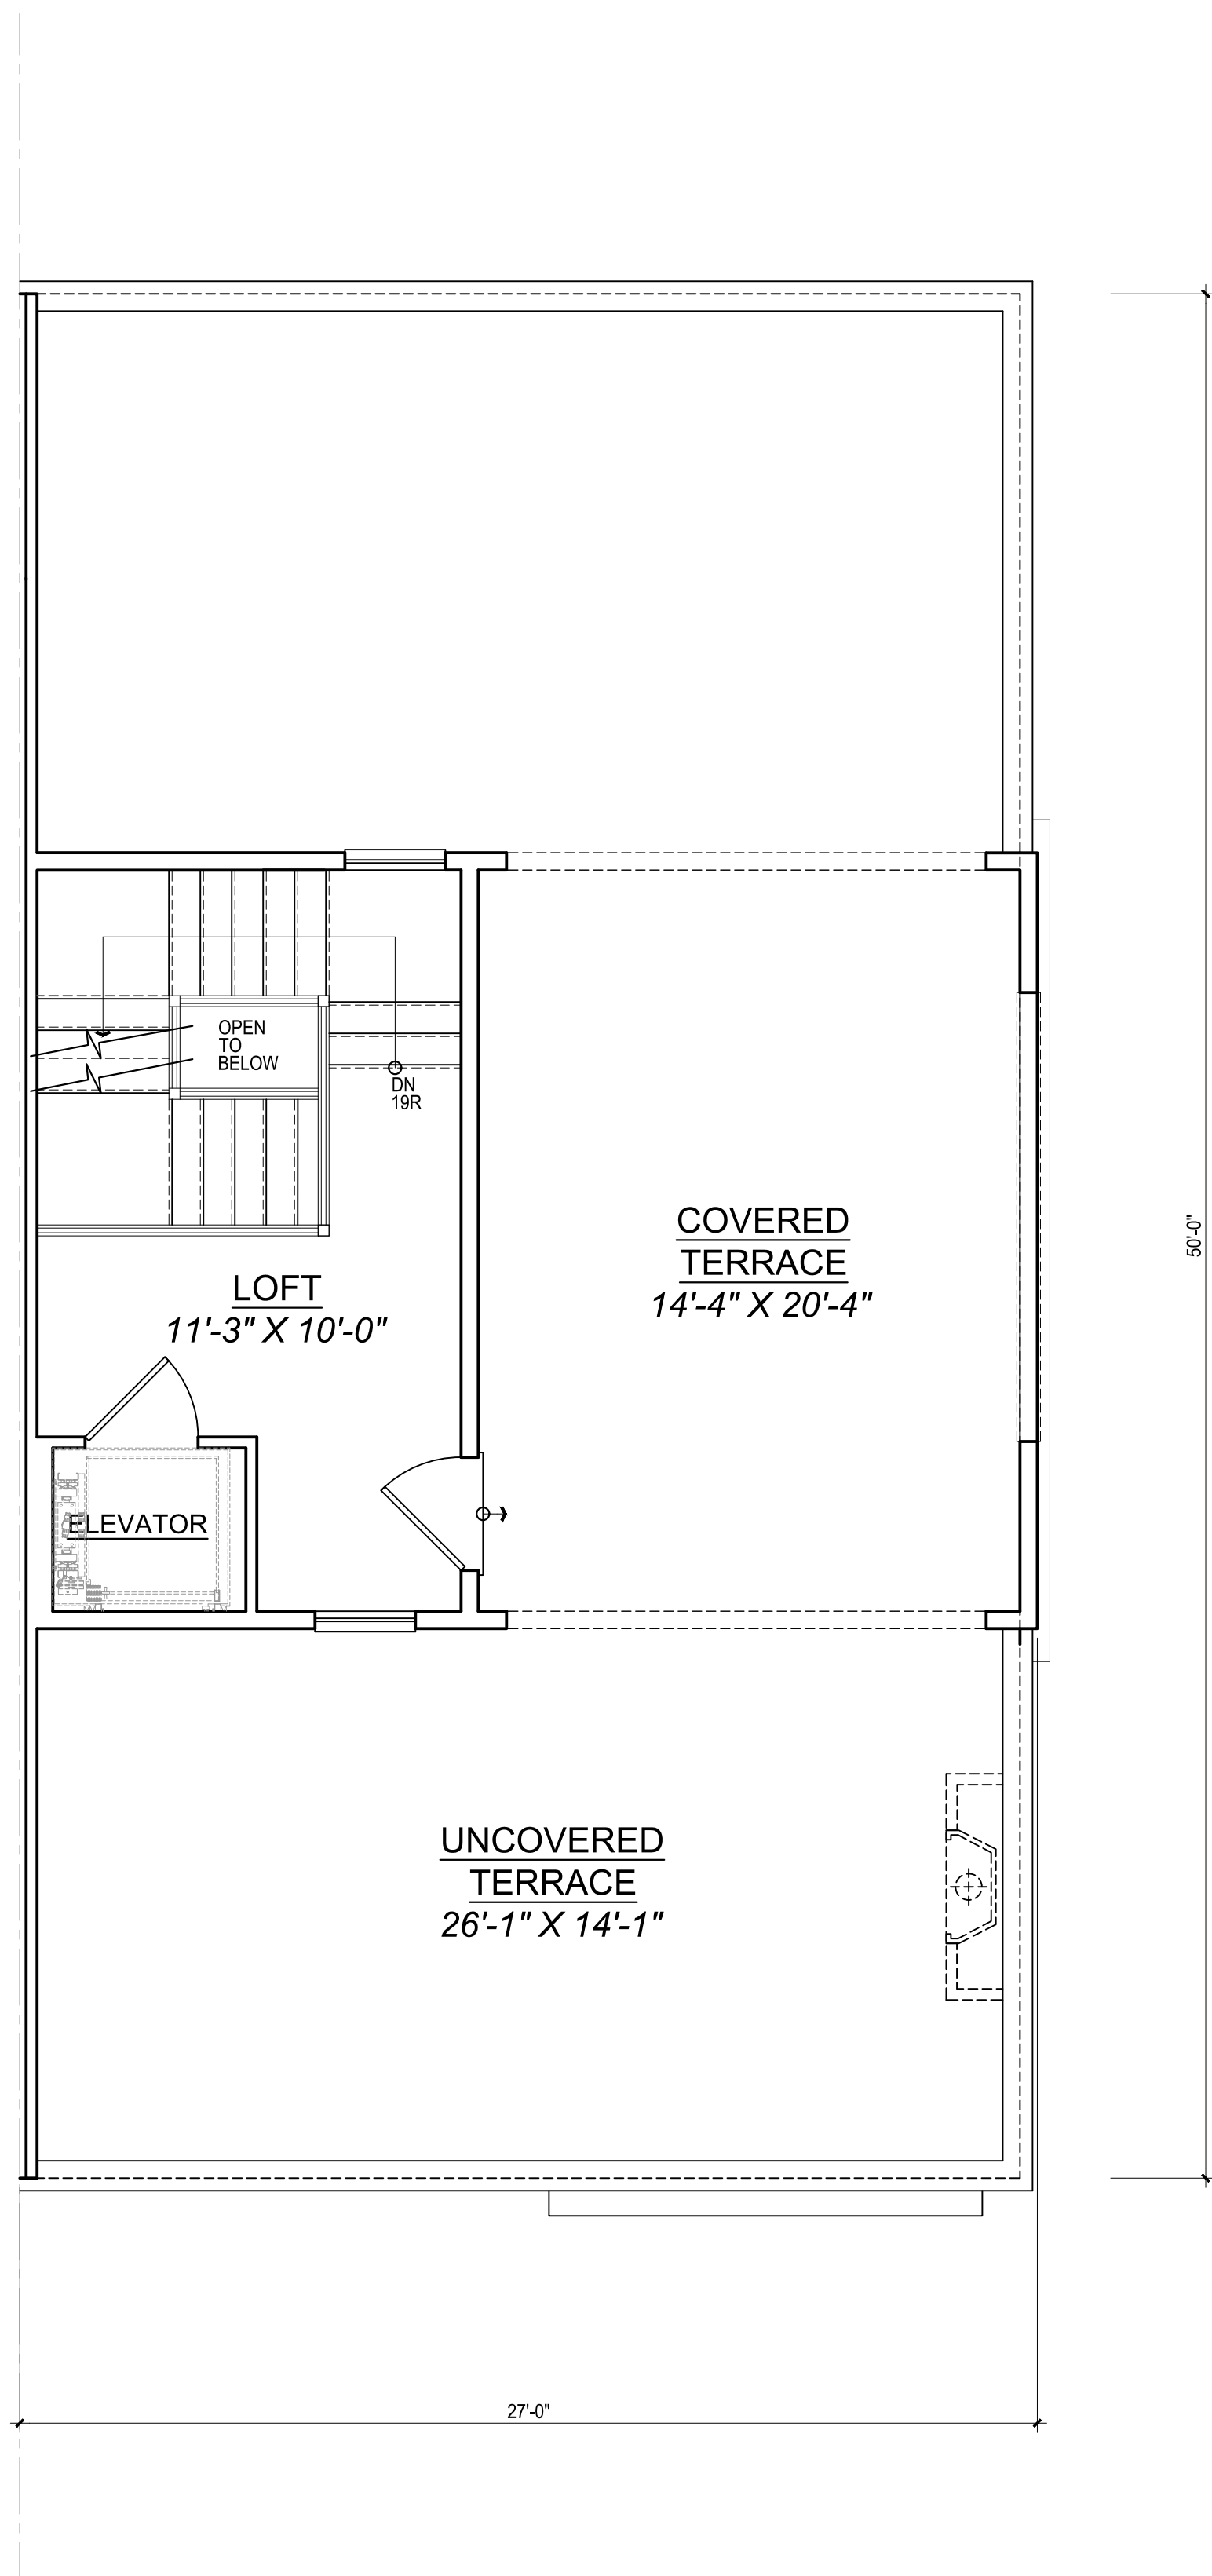 OPEN
TO
BELOW
DN
19R
COVERED
TERRACE
14'-4" X 20'-4"
50'-0"
LOFT
11'-3" X 10'-0"
ELEVATOR
UNCOVERED
TERRACE
26'-1" X 14'-1"
27'-0"